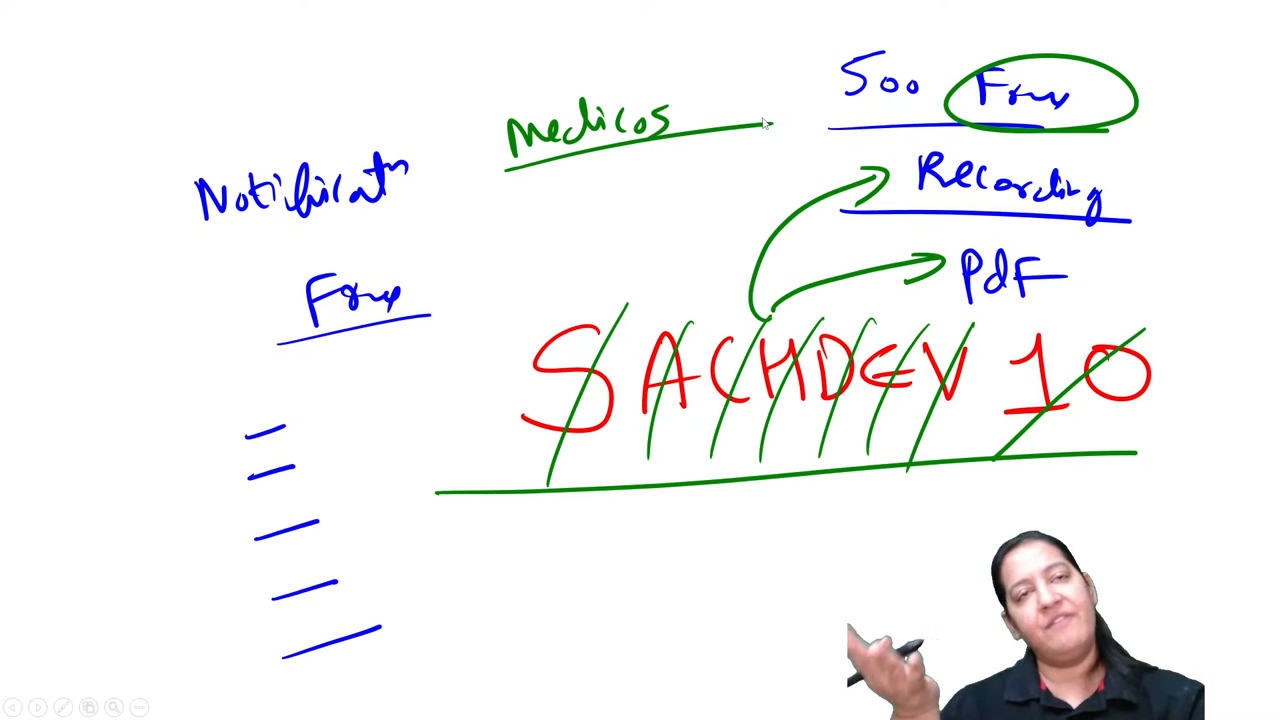 500 Free
Medicos
Recording
Notification
PdF
Free
SACHDEV 10